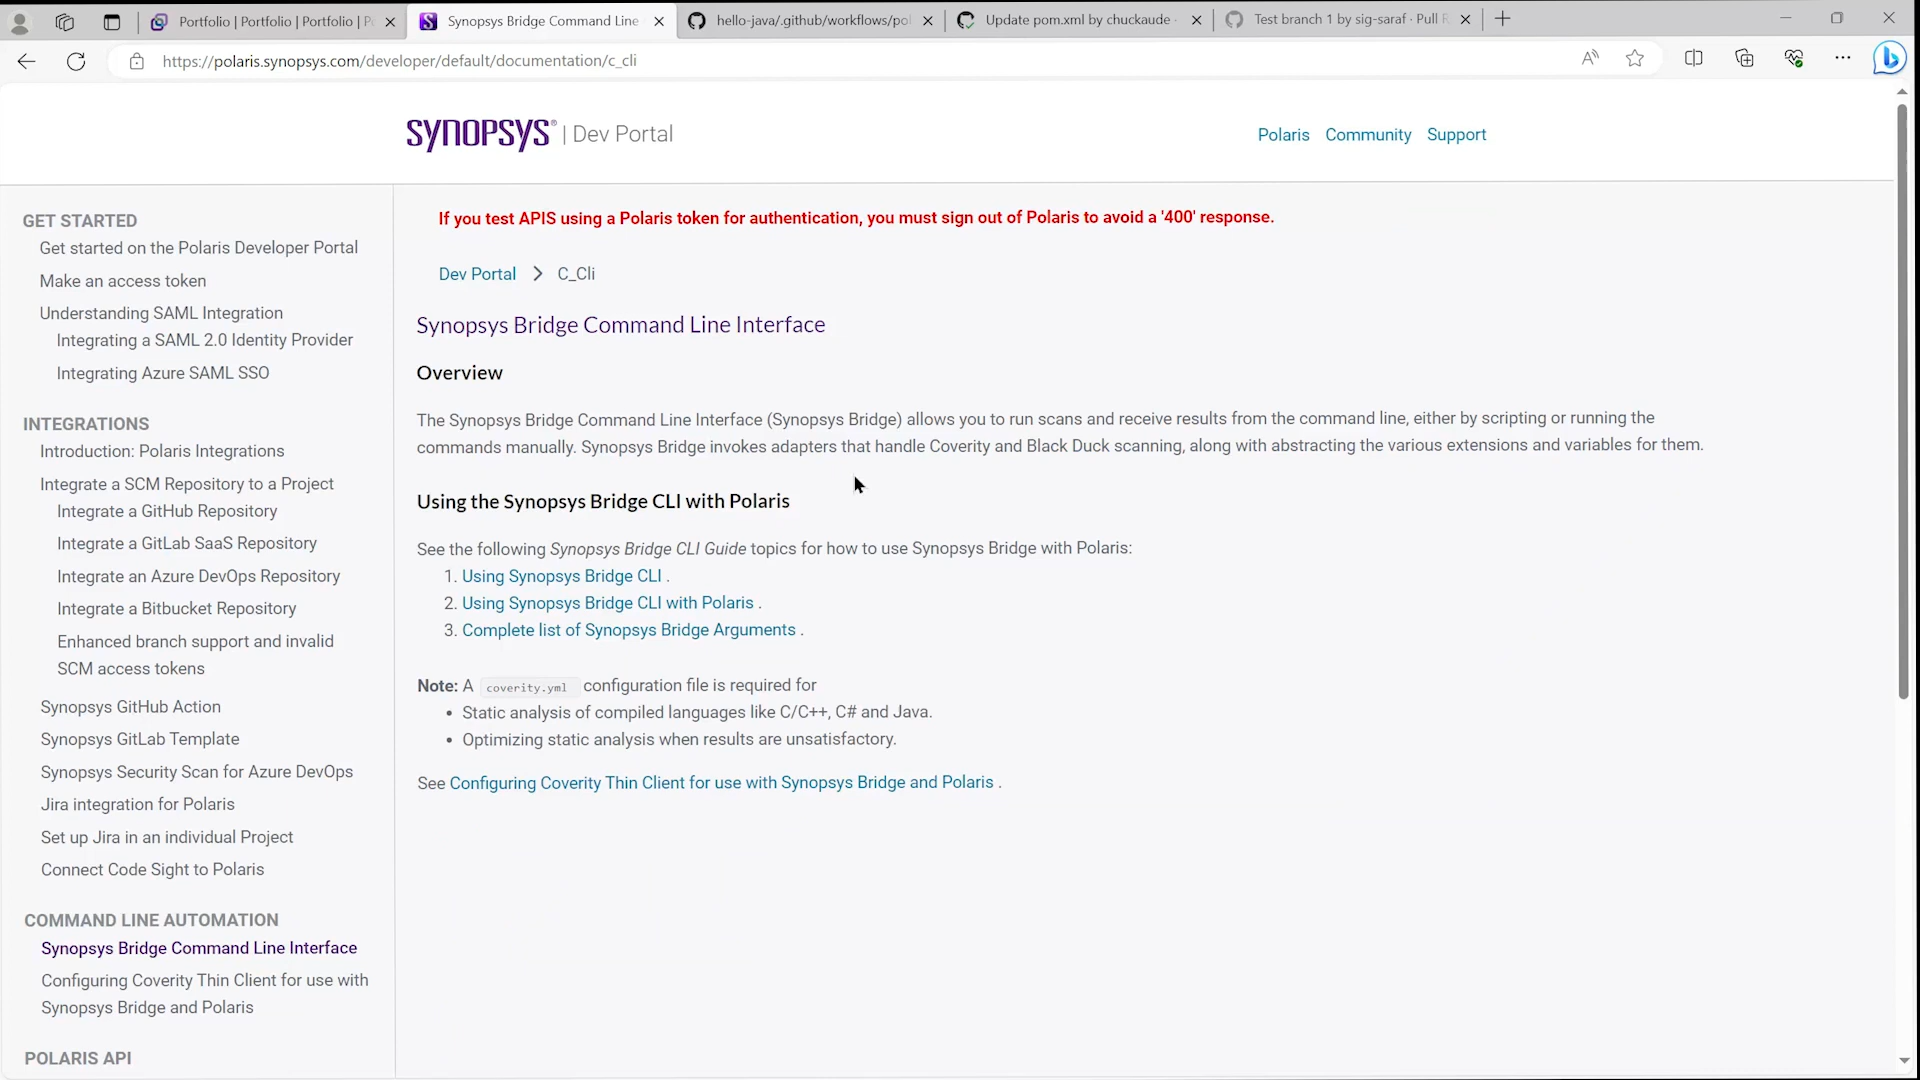 Portfolio | Portfolio | Portfolio | P
Synopsys Bridge Command Line
hello-java/.github/workflows/pol
Update pom.xml by chuckaude
Test branch 1 by sig-saraf · Pull R
https://polaris.synopsys.com/developer/default/documentation/c_cli
SYNOPSYS® | Dev Portal
Polaris Community Support
GET STARTED
Get started on the Polaris Developer Portal
Make an access token
Understanding SAML Integration
Integrating a SAML 2.0 Identity Provider
Integrating Azure SAML SSO
INTEGRATIONS
Introduction: Polaris Integrations
Integrate a SCM Repository to a Project
Integrate a GitHub Repository
Integrate a GitLab SaaS Repository
Integrate an Azure DevOps Repository
Integrate a Bitbucket Repository
Enhanced branch support and invalid
SCM access tokens
Synopsys GitHub Action
Synopsys GitLab Template
Synopsys Security Scan for Azure DevOps
Jira integration for Polaris
Set up Jira in an individual Project
Connect Code Sight to Polaris
COMMAND LINE AUTOMATION
Synopsys Bridge Command Line Interface
Configuring Coverity Thin Client for use with
Synopsys Bridge and Polaris
POLARIS API
If you test APIS using a Polaris token for authentication, you must sign out of Polaris to avoid a '400' response.
Dev Portal > C_Cli
Synopsys Bridge Command Line Interface
Overview
The Synopsys Bridge Command Line Interface (Synopsys Bridge) allows you to run scans and receive results from the command line, either by scripting or running the
commands manually. Synopsys Bridge invokes adapters that handle Coverity and Black Duck scanning, along with abstracting the various extensions and variables for them.
Using the Synopsys Bridge CLI with Polaris
See the following Synopsys Bridge CLI Guide topics for how to use Synopsys Bridge with Polaris:
1. Using Synopsys Bridge CLI .
2. Using Synopsys Bridge CLI with Polaris .
3. Complete list of Synopsys Bridge Arguments .
Note: A coverity.yml configuration file is required for
• Static analysis of compiled languages like C/C++, C# and Java.
• Optimizing static analysis when results are unsatisfactory.
See Configuring Coverity Thin Client for use with Synopsys Bridge and Polaris .